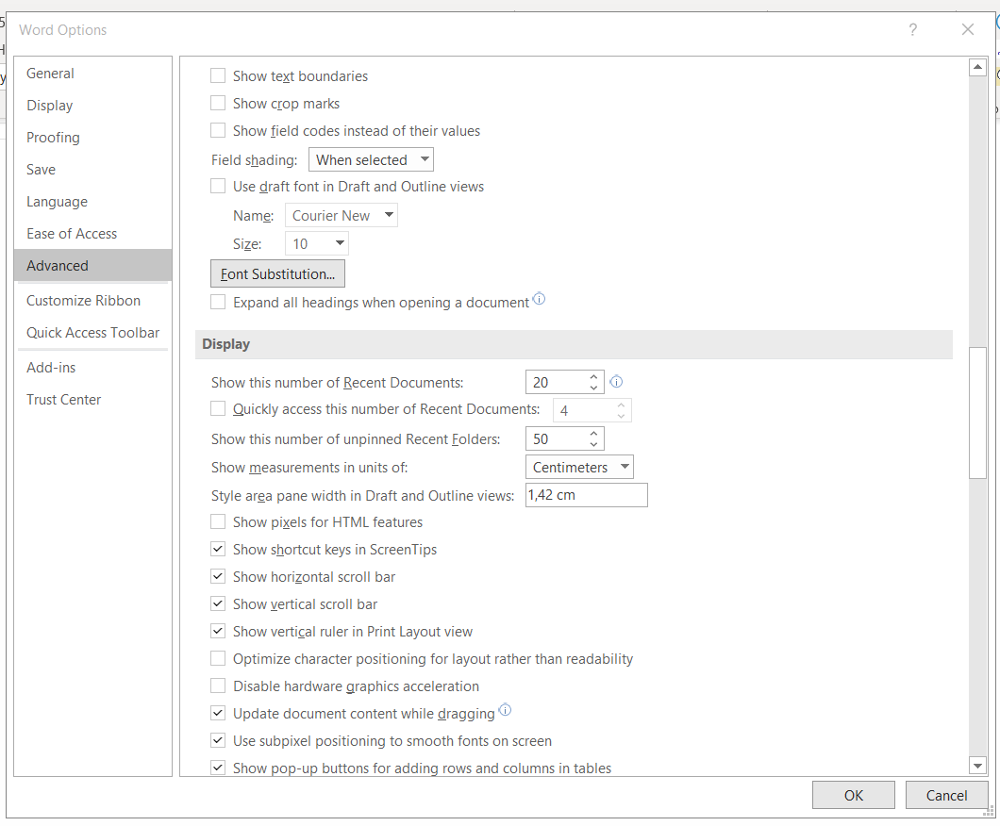 Word Options
General
Display
Proofing
Save
Language
Ease of Access
Advanced
Customize Ribbon
Quick Access Toolbar
Add-ins
Trust Center
Show text boundaries
Show crop marks
Show field codes instead of their values
Field shading: When selected
Use draft font in Draft and Outline views
Name: Courier New
Size: 10
Font Substitution...
Expand all headings when opening a document
Display
Show this number of Recent Documents: 20
Quickly access this number of Recent Documents: 4
Show this number of unpinned Recent Folders: 50
Show measurements in units of: Centimeters
Style area pane width in Draft and Outline views: 1,42 cm
Show pixels for HTML features
Show shortcut keys in ScreenTips
Show horizontal scroll bar
Show vertical scroll bar
Show vertical ruler in Print Layout view
Optimize character positioning for layout rather than readability
Disable hardware graphics acceleration
Update document content while dragging
Use subpixel positioning to smooth fonts on screen
Show pop-up buttons for adding rows and columns in tables
OK Cancel